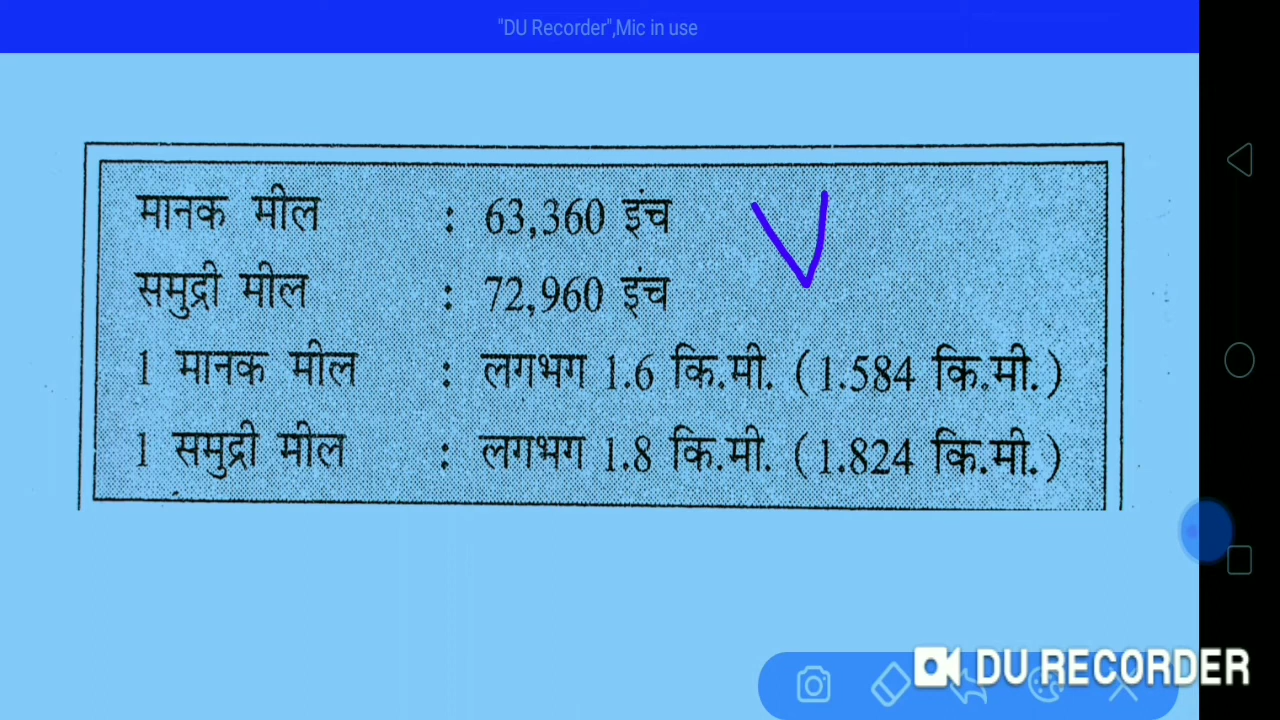 "DU Recorder",Mic in use
मानक मील : 63,360 इंच
समुद्री मील : 72,960 इंच
1 मानक मील : लगभग 1.6 कि.मी. (1.584 कि.मी.)
1 समुद्री मील : लगभग 1.8 कि.मी. (1.824 कि.मी.)
DU RECORDER